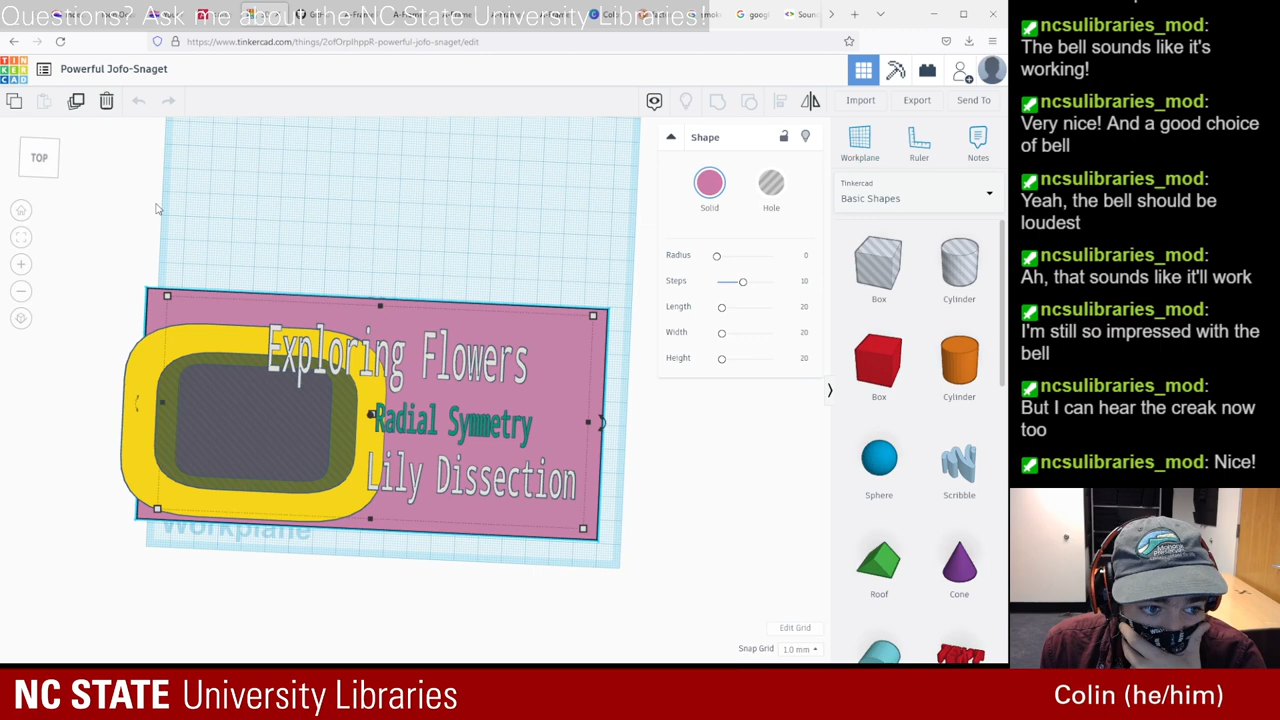 Questions? Ask me about the NC State University Libraries!
https://www.tinkercad.com/things/2ofOrpIhppR-powerful-jofo-snaget/edit
TIN
KER
CAD
Powerful Jofo-Snaget
Import
Export
Send To
TOP
Shape
Solid
Hole
Radius
0
Steps
10
Length
20
Width
20
Height
20
Workplane
Ruler
Notes
Tinkercad
Basic Shapes
Box
Cylinder
Box
Cylinder
Sphere
Scribble
Roof
Cone
Exploring Flowers
Radial Symmetry
Lily Dissection
Workplane
Edit Grid
Snap Grid
1.0 mm
ncsulibraries_mod:
The bell sounds like it's
working!
ncsulibraries_mod:
Very nice! And a good choice
of bell
ncsulibraries_mod:
Yeah, the bell should be
loudest
ncsulibraries_mod:
Ah, that sounds like it'll work
ncsulibraries_mod:
I'm still so impressed with the
bell
ncsulibraries_mod:
But I can hear the creak now
too
ncsulibraries_mod: Nice!
NC STATE University Libraries
Colin (he/him)